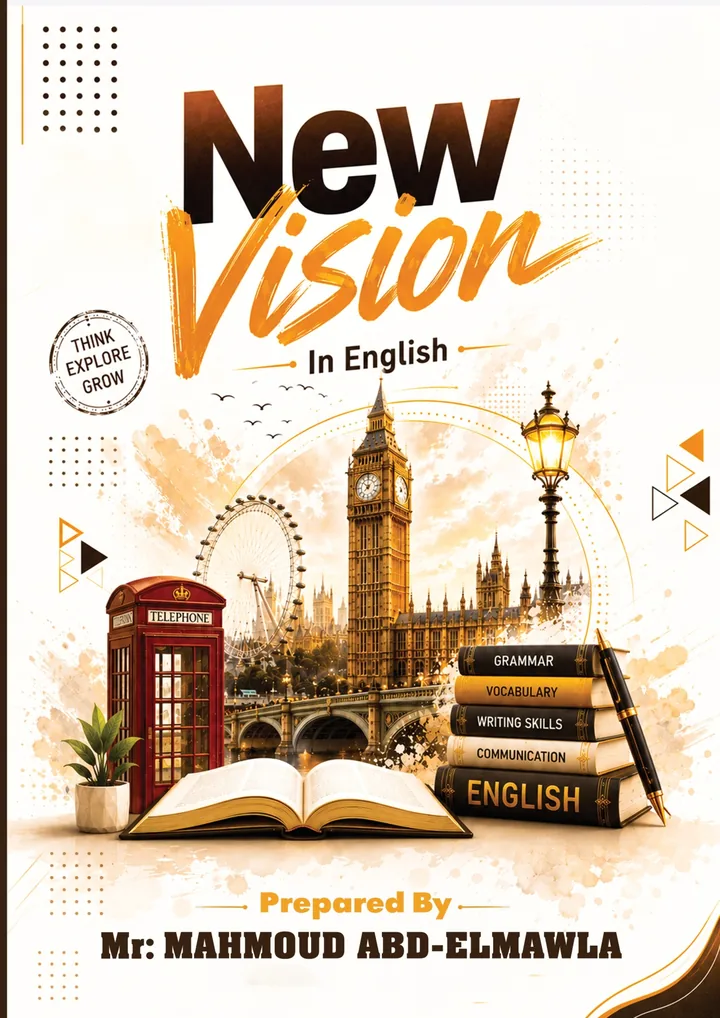 New
Vision
In English
THINK
EXPLORE
GROW
TELEPHONE
GRAMMAR
VOCABULARY
WRITING SKILLS
COMMUNICATION
ENGLISH
Prepared By
Mr: MAHMOUD ABD-ELMAWLA